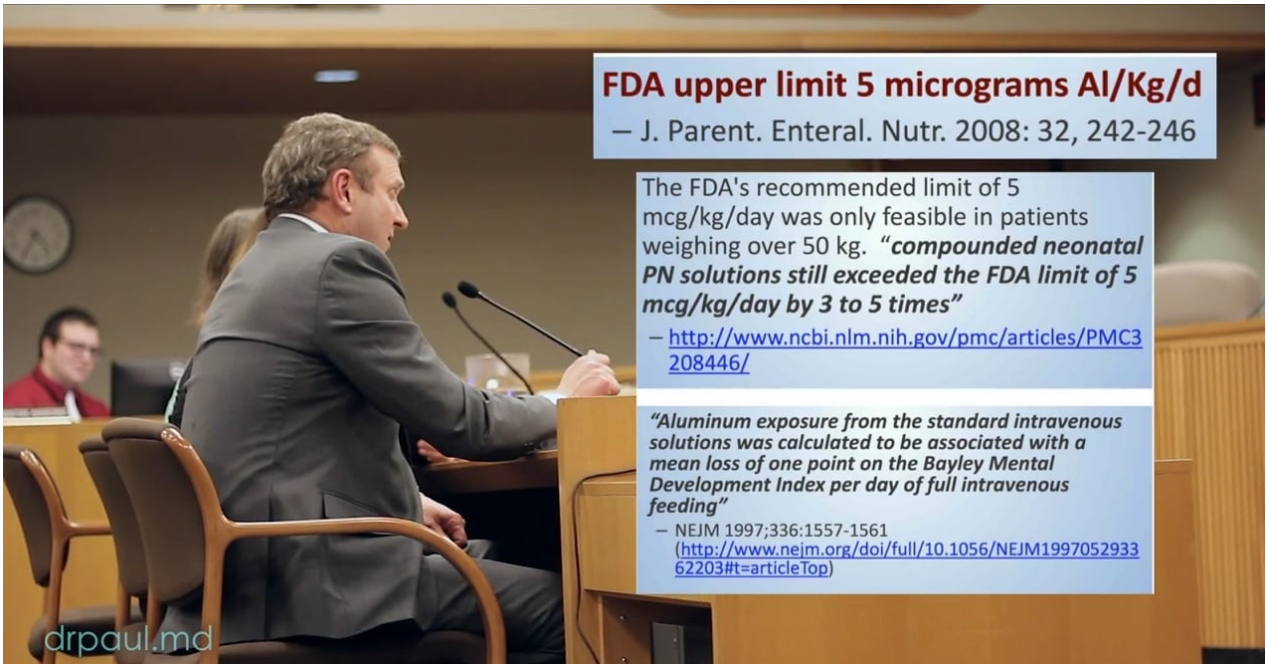 FDA upper limit 5 micrograms Al/Kg/d
– J. Parent. Enteral. Nutr. 2008: 32, 242-246
The FDA's recommended limit of 5
mcg/kg/day was only feasible in patients
weighing over 50 kg. “compounded neonatal
PN solutions still exceeded the FDA limit of 5
mcg/kg/day by 3 to 5 times”
– http://www.ncbi.nlm.nih.gov/pmc/articles/PMC3
208446/
“Aluminum exposure from the standard intravenous
solutions was calculated to be associated with a
mean loss of one point on the Bayley Mental
Development Index per day of full intravenous
feeding”
– NEJM 1997;336:1557-1561
(http://www.nejm.org/doi/full/10.1056/NEJM1997052933
62203#t=articleTop)
drpaul.md